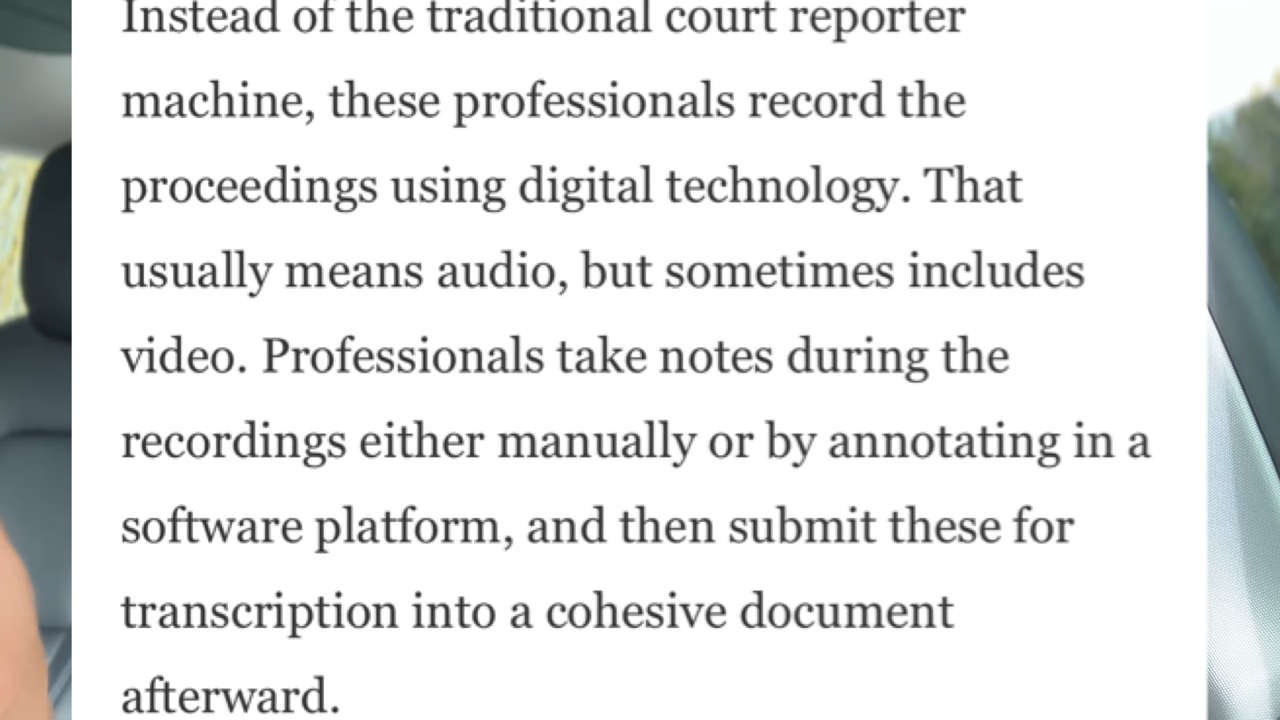 Instead of the traditional court reporter
machine, these professionals record the
proceedings using digital technology. That
usually means audio, but sometimes includes
video. Professionals take notes during the
recordings either manually or by annotating in a
software platform, and then submit these for
transcription into a cohesive document
afterward.